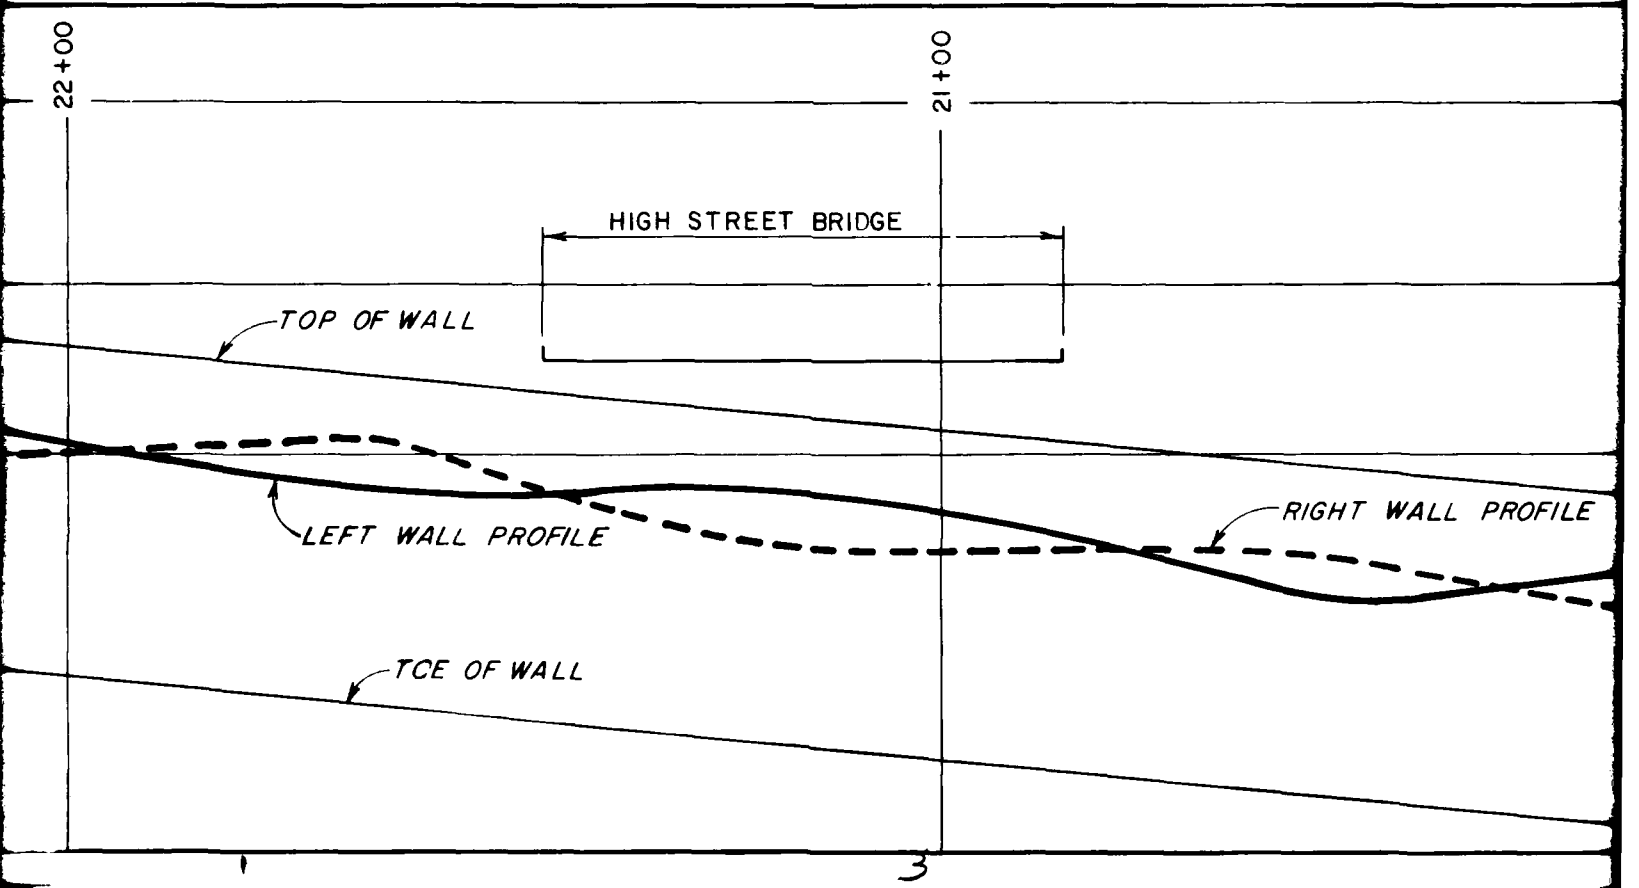 22+00
21+00
HIGH STREET BRIDGE
TOP OF WALL
RIGHT WALL PROFILE
LEFT WALL PROFILE
TCE OF WALL
3